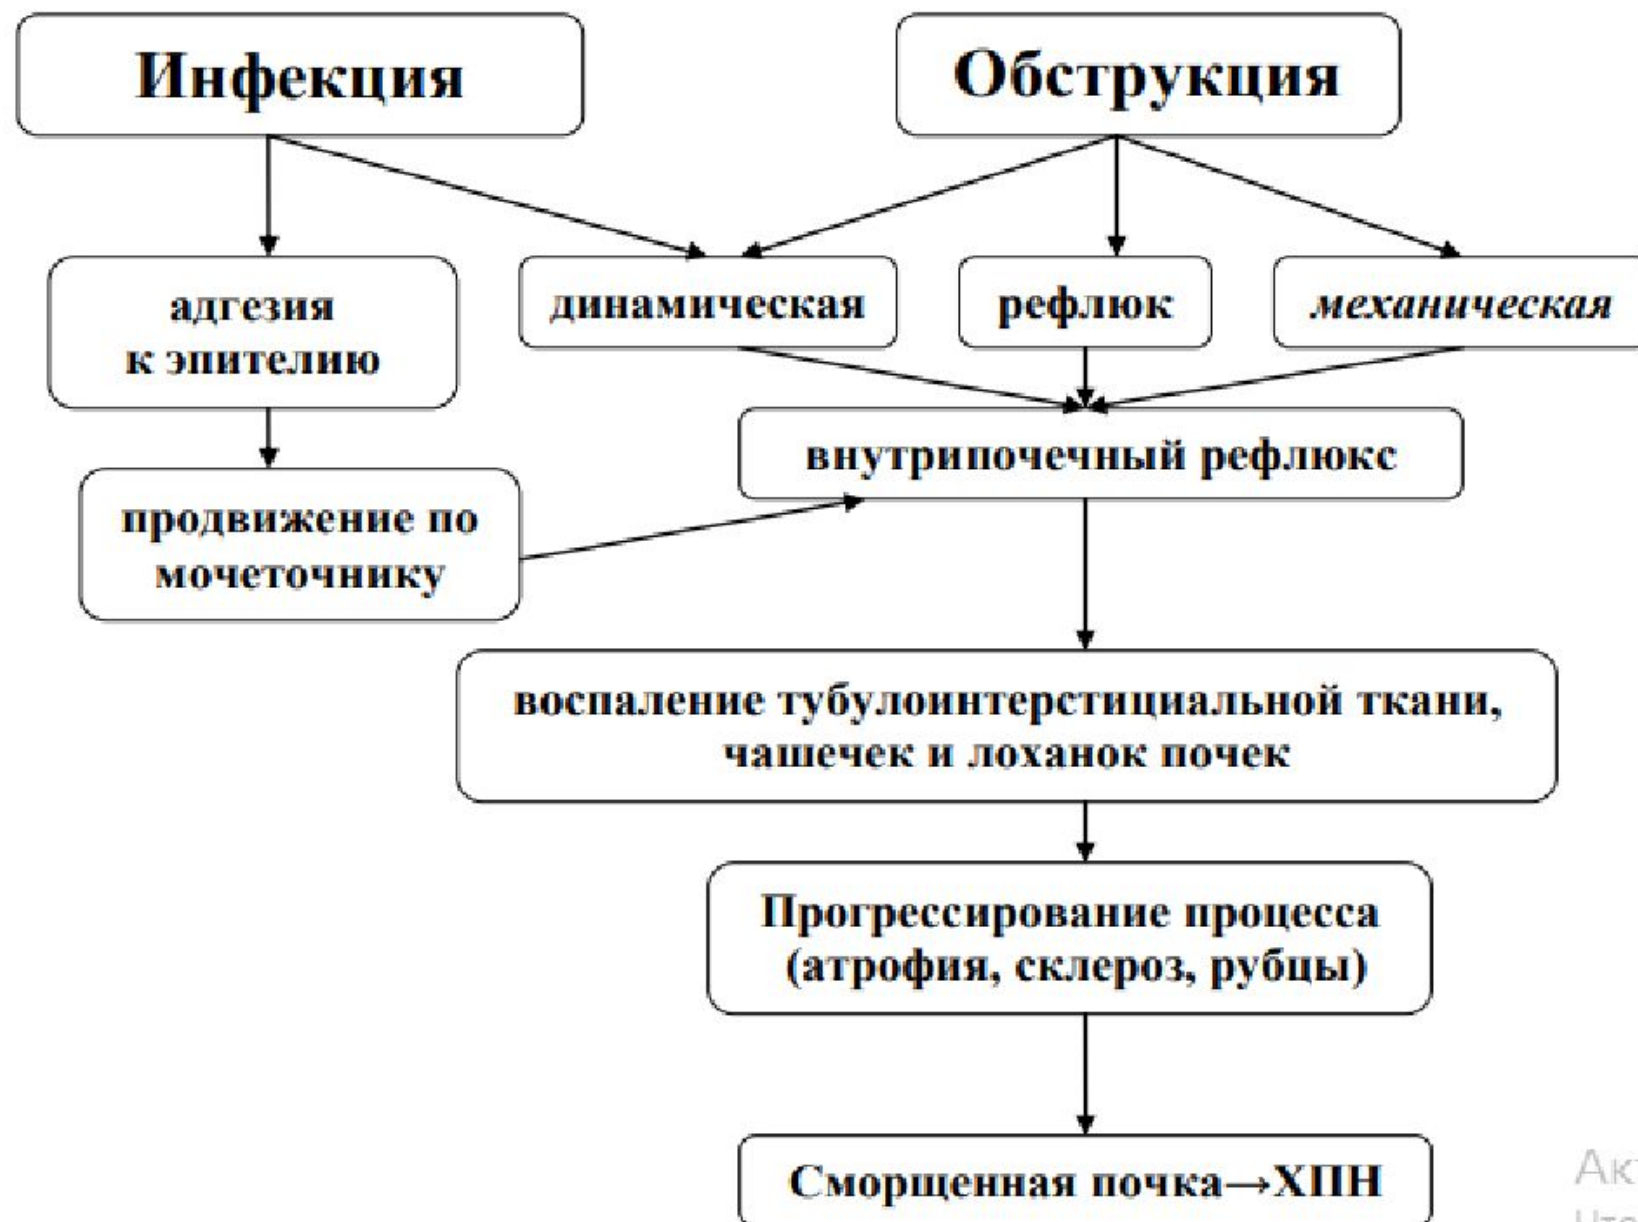 Инфекция
Обструкция
адгезия
к эпителию
динамическая
рефлюк
механическая
внутрипочечный рефлюкс
продвижение по
мочеточнику
воспаление тубулоинтерстициальной ткани,
чашечек и лоханок почек
Прогрессирование процесса
(атрофия, склероз, рубцы)
Сморщенная почка→ХПН